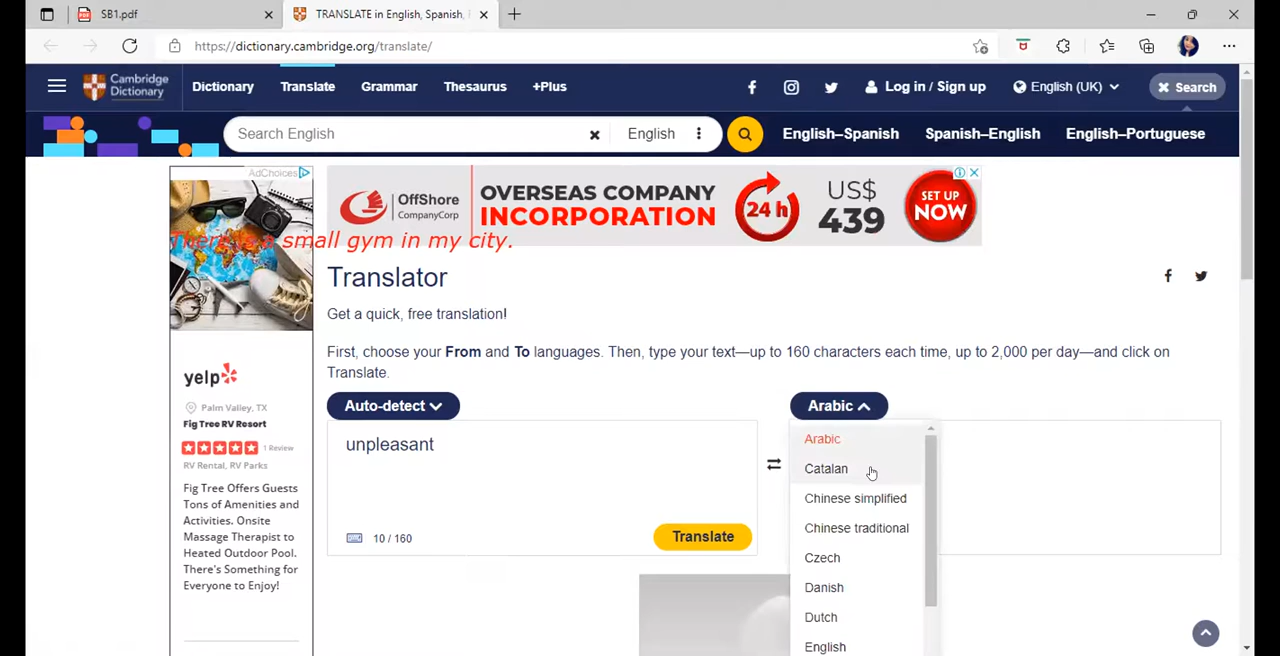 SB1.pdf
TRANSLATE in English, Spanish,
https://dictionary.cambridge.org/translate/
Cambridge Dictionary
Dictionary Translate Grammar Thesaurus +Plus
Log in / Sign up
English (UK)
Search
Search English
English
English–Spanish Spanish–English English–Portuguese
AdChoices
OffShore
CompanyCorp
OVERSEAS COMPANY
INCORPORATION
24 h
US$
439
SET UP
NOW
There is a small gym in my city.
Translator
Get a quick, free translation!
First, choose your From and To languages. Then, type your text—up to 160 characters each time, up to 2,000 per day—and click on
Translate.
yelp
Palm Valley, TX
Fig Tree RV Resort
1 Review
RV Rental, RV Parks
Fig Tree Offers Guests
Tons of Amenities and
Activities. Onsite
Massage Therapist to
Heated Outdoor Pool.
There's Something for
Everyone to Enjoy!
Auto-detect
unpleasant
10 / 160
Translate
Arabic
Arabic
Catalan
Chinese simplified
Chinese traditional
Czech
Danish
Dutch
English